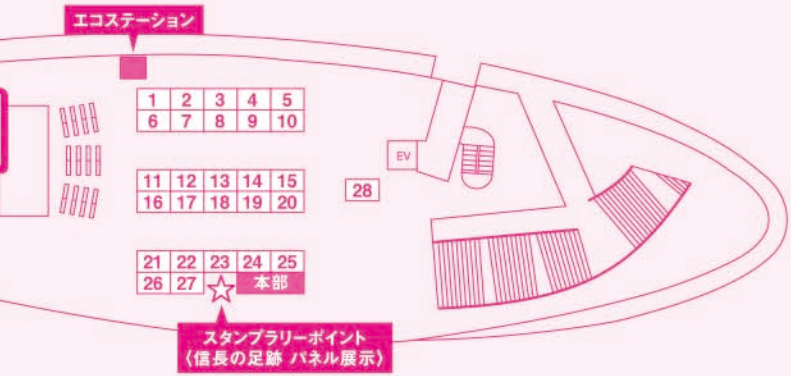 エコステーション
1 2 3 4 5
6 7 8 9 10
EV
11 12 13 14 15
16 17 18 19 20
28
21 22 23 24 25
26 27 本部
スタンプラリーポイント
〈信長の足跡 パネル展示〉